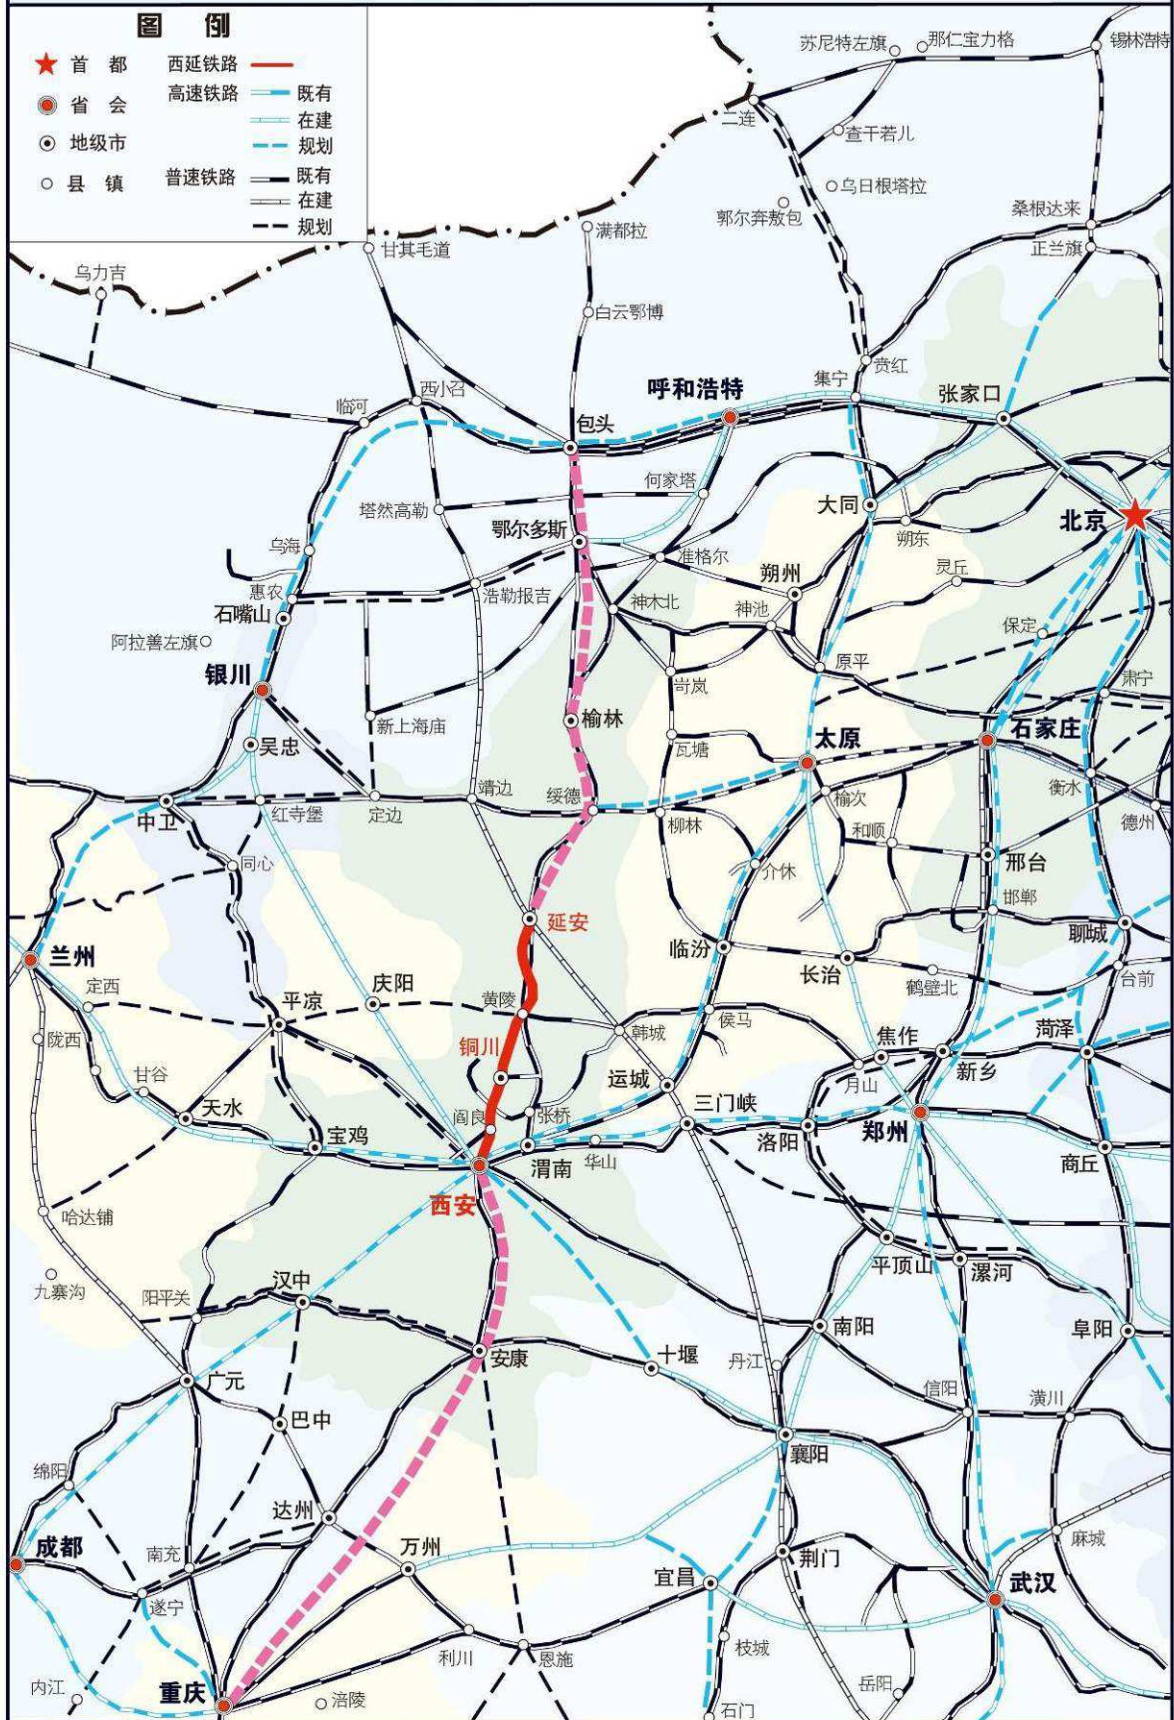 图 例
首 都
西延铁路
省 会
高速铁路
既有
在建
地级市
规划
县 镇
普速铁路
既有
在建
规划
苏尼特左旗
那仁宝力格
锡林浩特
二连
查干若儿
乌日根塔拉
郭尔奔敖包
桑根达来
正兰旗
满都拉
甘其毛道
乌力吉
白云鄂博
贲红
集宁
张家口
呼和浩特
西小召
临河
包头
何家塔
塔然高勒
鄂尔多斯
大同
北京
朔东
乌海
准格尔
朔州
灵丘
惠农
浩勒报吉
神木北
神池
石嘴山
保定
阿拉善左旗
原平
银川
岢岚
肃宁
新上海庙
榆林
太原
石家庄
吴忠
瓦塘
靖边
绥德
榆次
衡水
中卫
红寺堡
定边
柳林
和顺
德州
同心
介休
邢台
邯郸
延安
临汾
聊城
兰州
长治
鹤壁北
台前
定西
庆阳
黄陵
平凉
侯马
韩城
焦作
菏泽
陇西
铜川
新乡
甘谷
运城
月山
天水
阎良
张桥
三门峡
宝鸡
洛阳
郑州
渭南
华山
商丘
西安
哈达铺
九寨沟
汉中
平顶山
漯河
阳平关
南阳
阜阳
安康
十堰
丹江
广元
信阳
潢川
巴中
襄阳
绵阳
达州
麻城
成都
南充
万州
荆门
宜昌
武汉
遂宁
枝城
利川
恩施
内江
重庆
涪陵
岳阳
石门